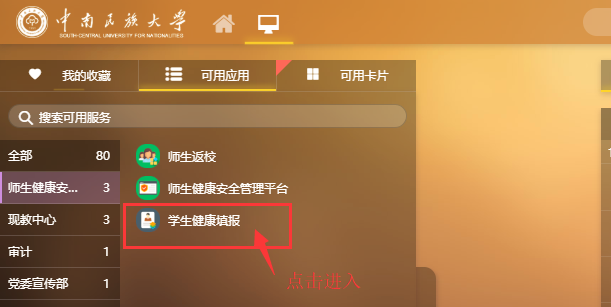 中南民族大学
SOUTH-CENTRAL UNIVERSITY FOR NATIONALITIES
我的收藏
可用应用
可用卡片
搜索可用服务
全部 80
师生健康安... 3
现教中心 3
审计 1
党委宣传部 1
师生返校
师生健康安全管理平台
学生健康填报
点击进入